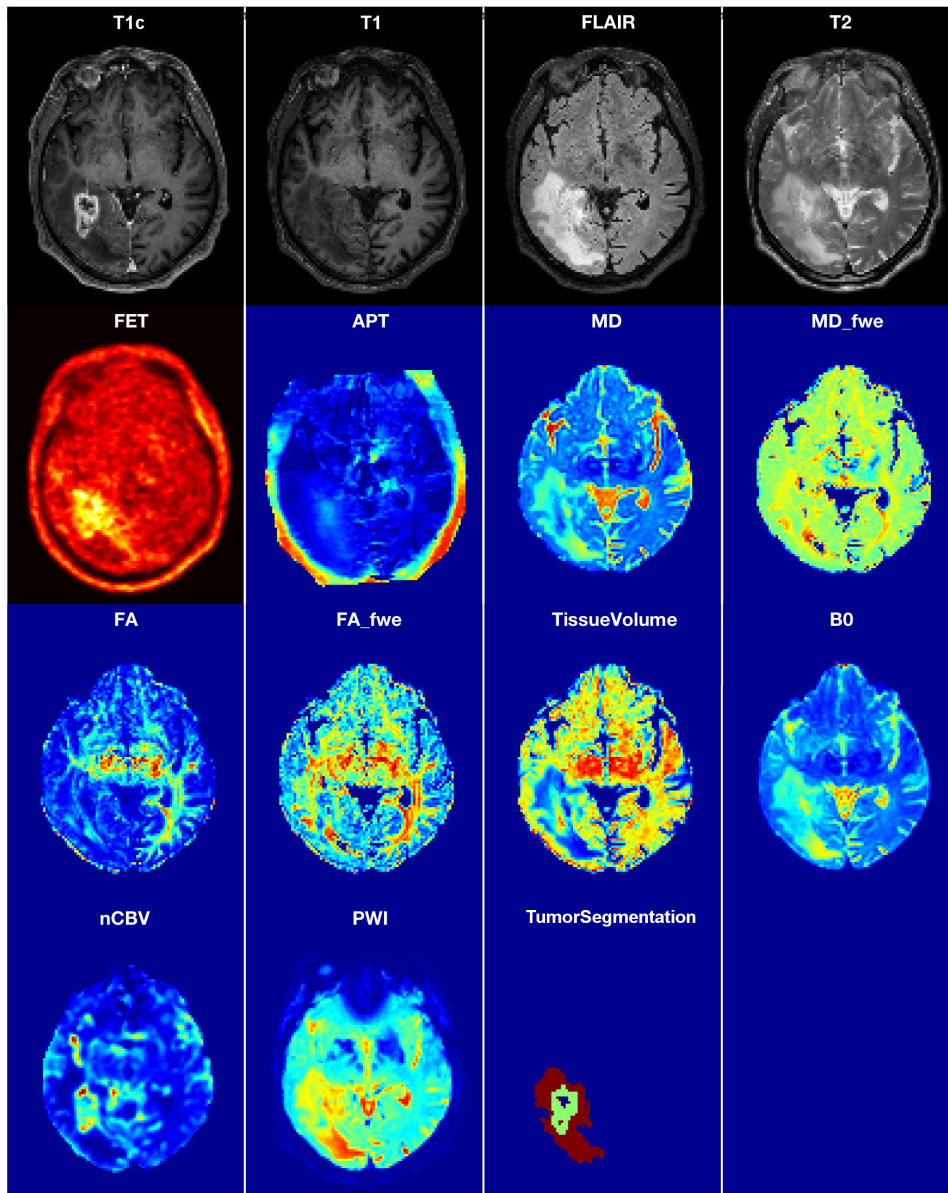 T1c T1 FLAIR T2
FET APT MD MD_fwe
FA FA_fwe TissueVolume B0
nCBV PWI TumorSegmentation